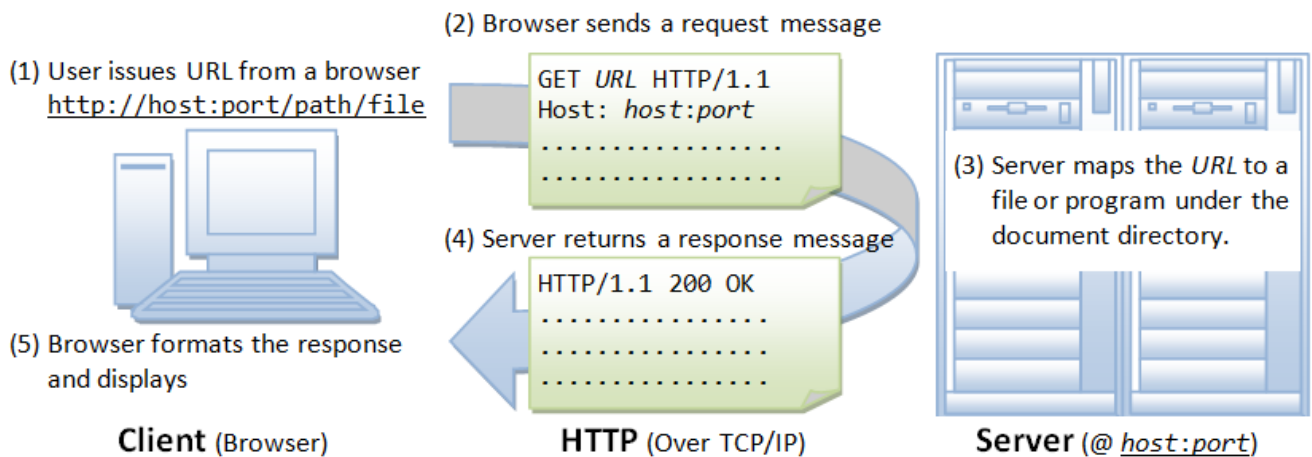 (1) User issues URL from a browser
http://host:port/path/file
(2) Browser sends a request message
GET URL HTTP/1.1
Host: host:port
.................
.................
(3) Server maps the URL to a
file or program under the
document directory.
(4) Server returns a response message
HTTP/1.1 200 OK
................
................
................
(5) Browser formats the response
and displays
Client (Browser)
HTTP (Over TCP/IP)
Server (@ host:port)